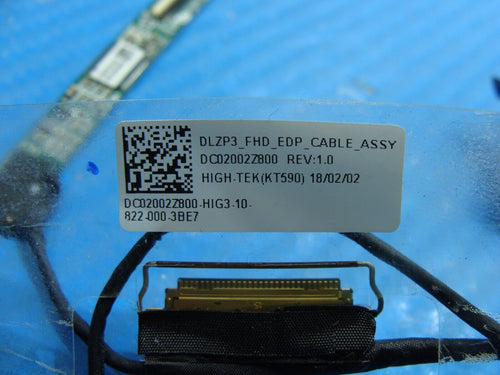 DLZP3_FHD_EDP_CABLE_ASSY
DC02002Z800 REV:1.0
HIGH-TEK(KT590) 18/02/02
DC02002Z800-HIG3-10-
822-000-3BE7